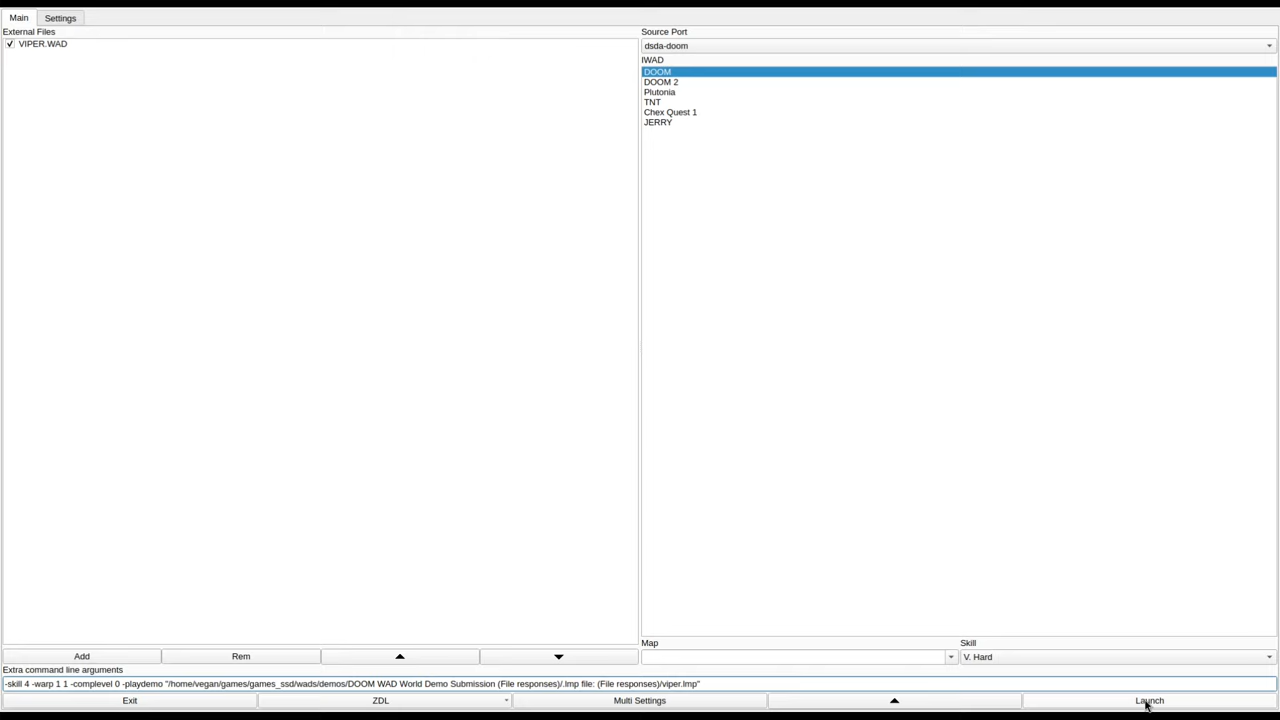 Main Settings
External Files
VIPER.WAD
Source Port
dsda-doom
IWAD
DOOM
DOOM 2
Plutonia
TNT
Chex Quest 1
JERRY
Map Skill
V. Hard
Add Rem
Extra command line arguments
-skill 4 -warp 1 1 -complevel 0 -playdemo "/home/vegan/games/games_ssd/wads/demos/DOOM WAD World Demo Submission (File responses)/.lmp file: (File responses)/viper.lmp"
Exit ZDL Multi Settings Launch